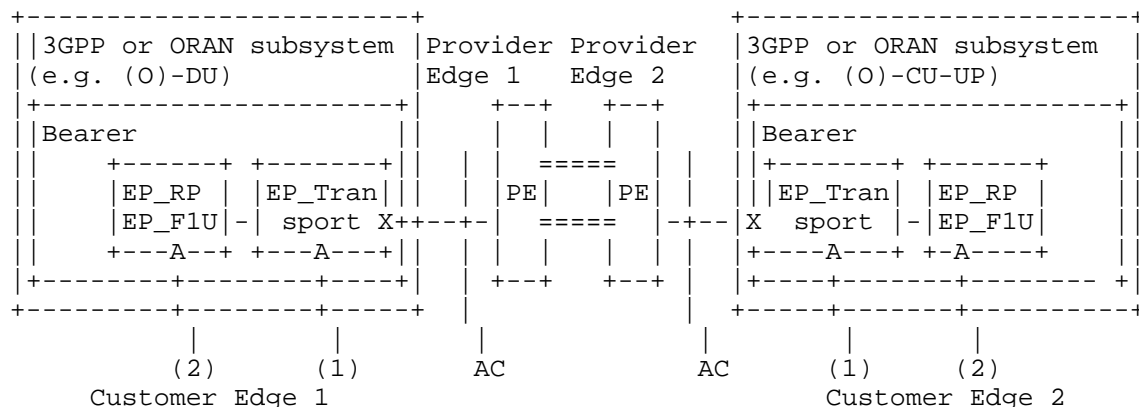 3GPP or ORAN subsystem Provider Provider 3GPP or ORAN subsystem
(e.g. (O)-DU) Edge 1 Edge 2 (e.g. (O)-CU-UP)
Bearer Bearer
EP_RP EP_Tran PE PE EP_Tran EP_RP
EP_F1U - sport X X sport - EP_F1U
A A A A
(2) (1) AC AC (1) (2)
Customer Edge 1 Customer Edge 2